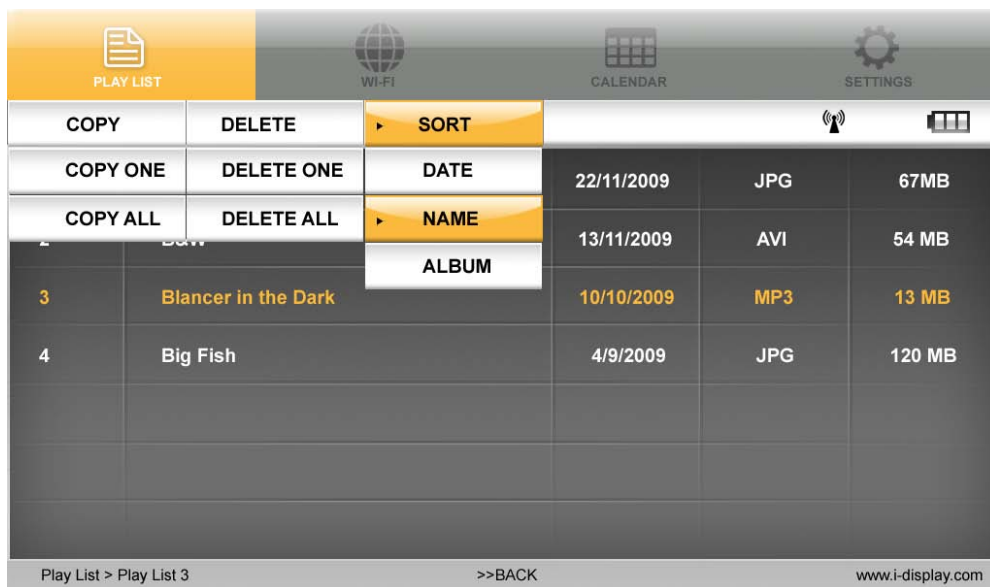 PLAY LIST WI-FI CALENDAR SETTINGS
COPY DELETE SORT
COPY ONE DELETE ONE DATE 22/11/2009 JPG 67MB
COPY ALL DELETE ALL NAME
13/11/2009 AVI 54 MB
ALBUM
3 Blancer in the Dark 10/10/2009 MP3 13 MB
4 Big Fish 4/9/2009 JPG 120 MB
Play List > Play List 3 >>BACK www.i-display.com